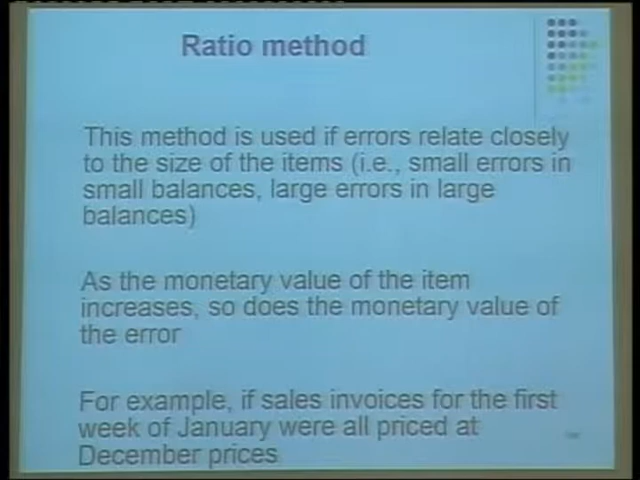 Ratio method
This method is used if errors relate closely
to the size of the items (i.e., small errors in
small balances, large errors in large
balances)
As the monetary value of the item
increases, so does the monetary value of
the error
For example, if sales invoices for the first
week of January were all priced at
December prices